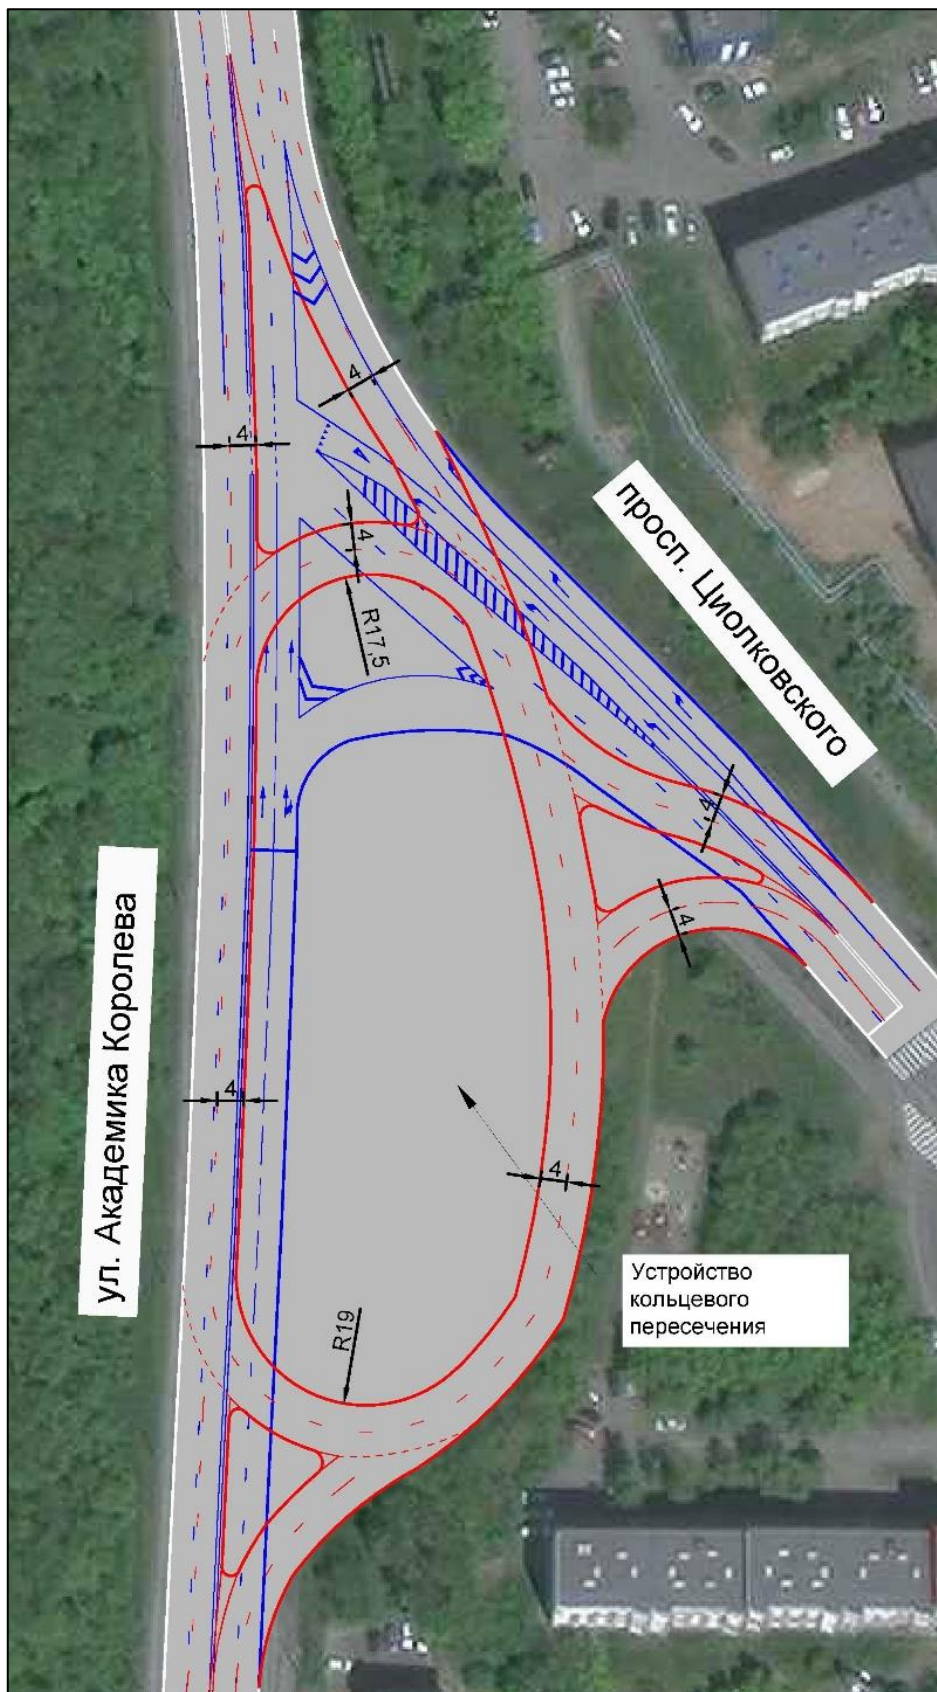 4
4
4
R17,5
просп. Циолковского
4
4
ул. Академика Королева
4
4
Устройство
кольцевого
пересечения
R19